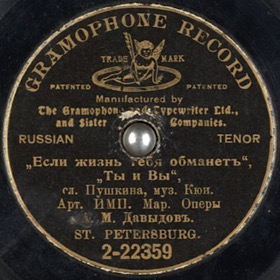 GRAMOPHONE RECORD
TRADE MARK
PATENTED PATENTED
Manufactured by
The Gramophone and Typewriter Ltd.,
and Sister Companies.
RUSSIAN TENOR
„Если жизнь тебя обманетъ“,
„Ты и Вы“,
сл. Пушкина, муз. Кюи.
Арт. ИМП. Мар. Оперы
А. М. Давыдовъ.
ST. PETERSBURG.
2-22359